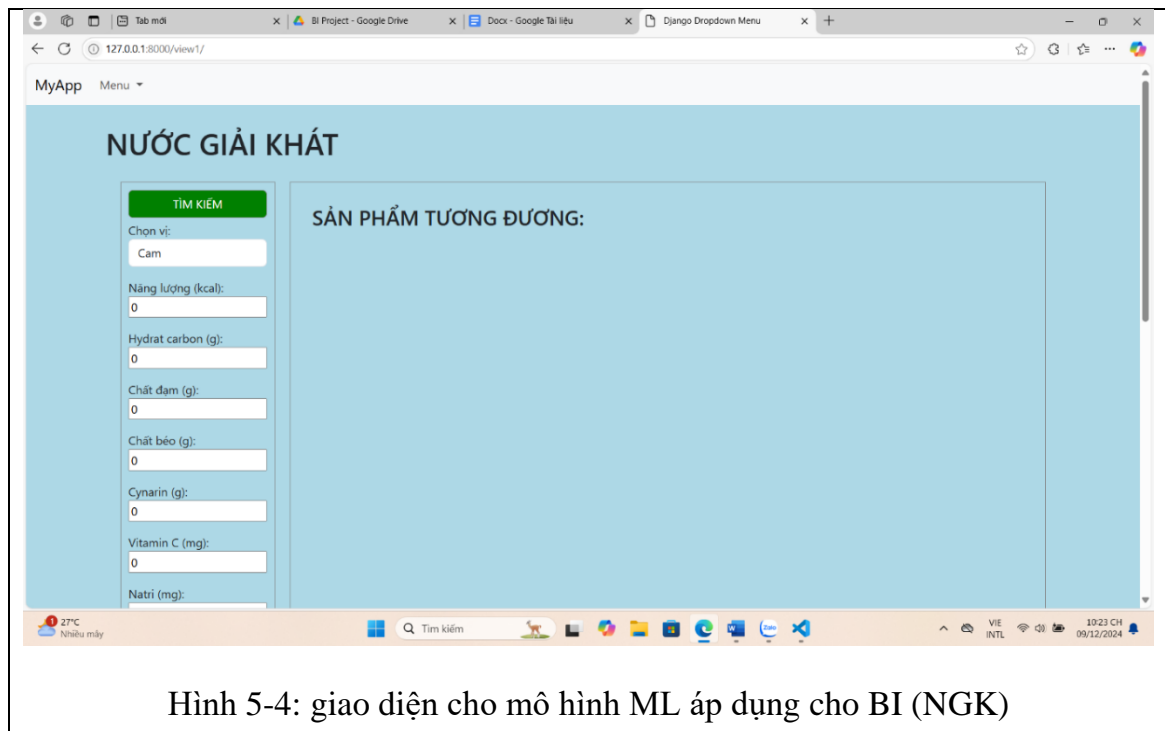 Tab mới
BI Project - Google Drive
Docx - Google Tài liệu
Django Dropdown Menu
127.0.0.1:8000/view1/
MyApp Menu
NƯỚC GIẢI KHÁT
TÌM KIẾM
Chọn vị:
Cam
Năng lượng (kcal):
0
Hydrat carbon (g):
0
Chất đạm (g):
0
Chất béo (g):
0
Cynarin (g):
0
Vitamin C (mg):
0
Natri (mg):
SẢN PHẨM TƯƠNG ĐƯƠNG:
1
27°C
Nhiều mây
Tìm kiếm
Zalo
VIE
INTL
10:23 CH
09/12/2024
Hình 5-4: giao diện cho mô hình ML áp dụng cho BI (NGK)